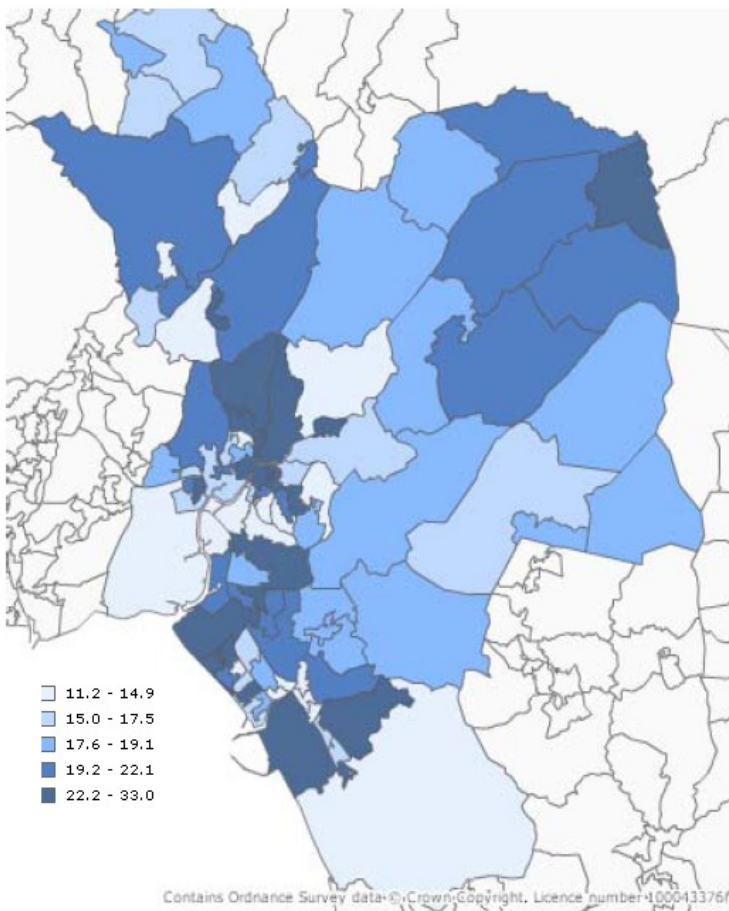 11.2 - 14.9
15.0 - 17.5
17.6 - 19.1
19.2 - 22.1
22.2 - 33.0
Contains Ordnance Survey data © Crown Copyright. Licence number 100043376